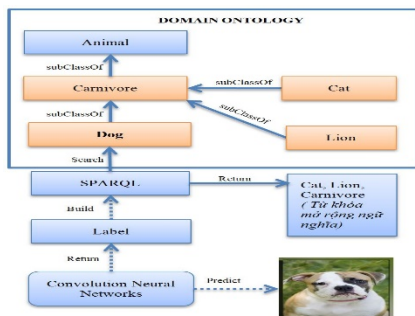 DOMAIN ONTOLOGY
Animal
subClassOf
Carnivore
subClassOf
Cat
subClassOf
subClassOf
Dog
Lion
Search
SPARQL
Return
Cat, Lion,
Carnivore
( Từ khóa
mở rộng ngữ
nghĩa)
Build
Label
Return
Convolution Neural
Networks
Predict